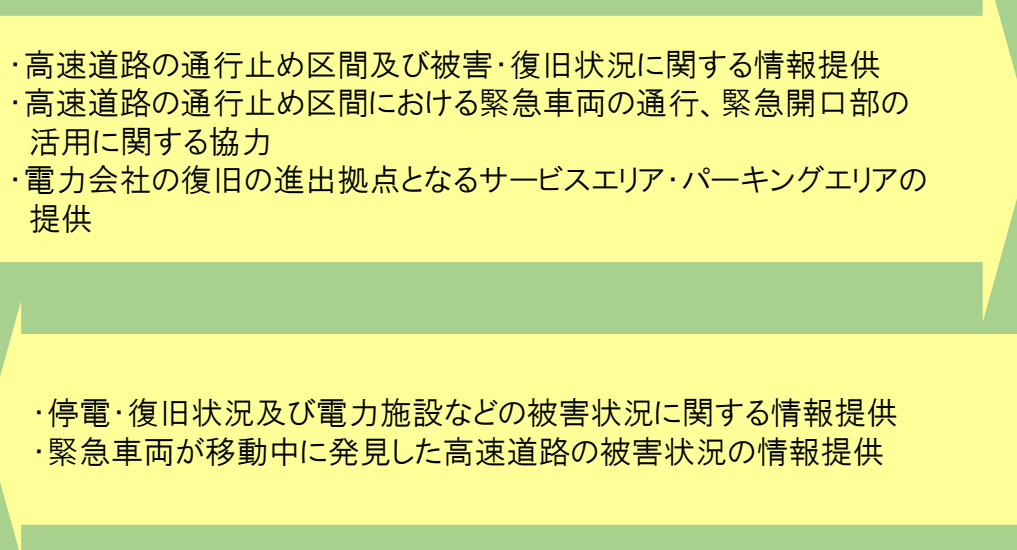 ・高速道路の通行止め区間及び被害・復旧状況に関する情報提供
・高速道路の通行止め区間における緊急車両の通行、緊急開口部の
活用に関する協力
・電力会社の復旧の進出拠点となるサービスエリア・パーキングエリアの
提供
・停電・復旧状況及び電力施設などの被害状況に関する情報提供
・緊急車両が移動中に発見した高速道路の被害状況の情報提供